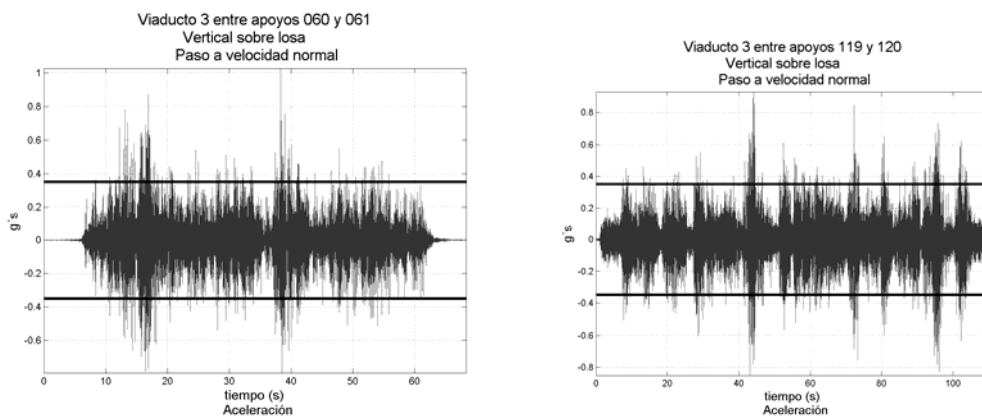 Viaducto 3 entre apoyos 060 y 061
Vertical sobre losa
Paso a velocidad normal
1
0.8
0.6
0.4
0.2
0
-0.2
-0.4
-0.6
g´s
0 10 20 30 40 50 60
tiempo (s)
Aceleración
Viaducto 3 entre apoyos 119 y 120
Vertical sobre losa
Paso a velocidad normal
0.8
0.6
0.4
0.2
0
-0.2
-0.4
-0.6
-0.8
g´s
0 20 40 60 80 100
tiempo (s)
Aceleración